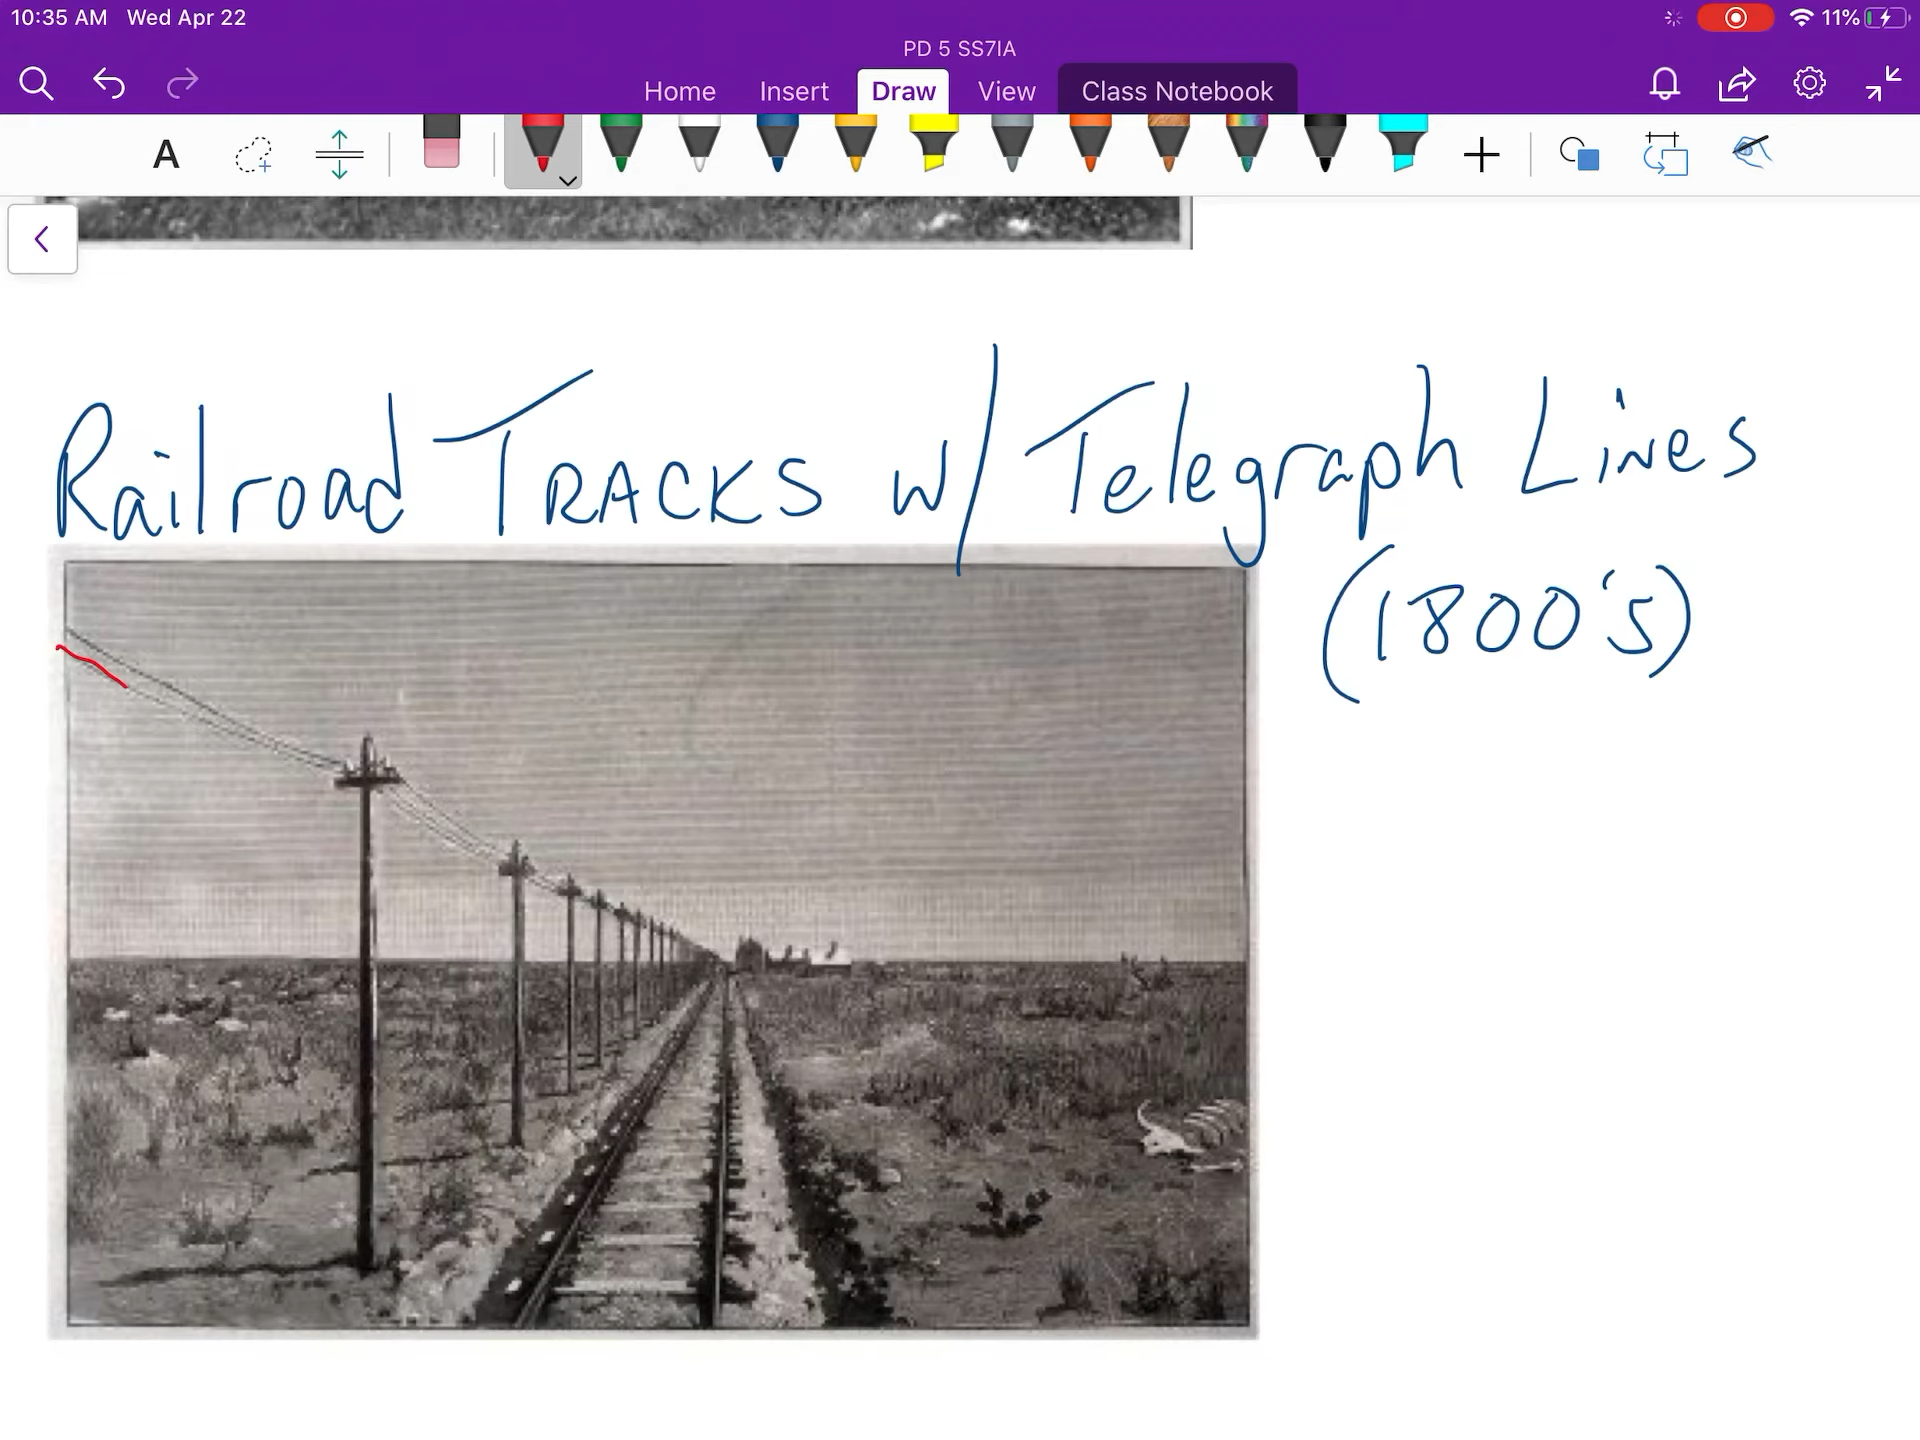 10:35 AM Wed Apr 22
11%
PD 5 SS7IA
Home Insert Draw View Class Notebook
A
Railroad TRACKS w/ Telegraph Lines
(1800's)